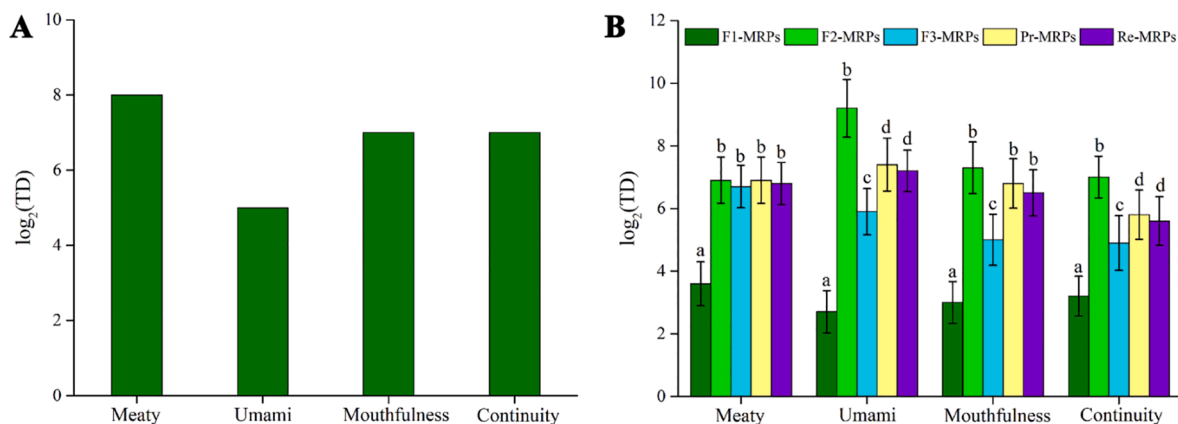 A
log2(TD)
10
8
6
4
2
0
Meaty Umami Mouthfulness Continuity
B
log2(TD)
12
10
8
6
4
2
0
F1-MRPs F2-MRPs F3-MRPs Pr-MRPs Re-MRPs
a b b b b
a b c d d
a b c b b
a b c d d
Meaty Umami Mouthfulness Continuity